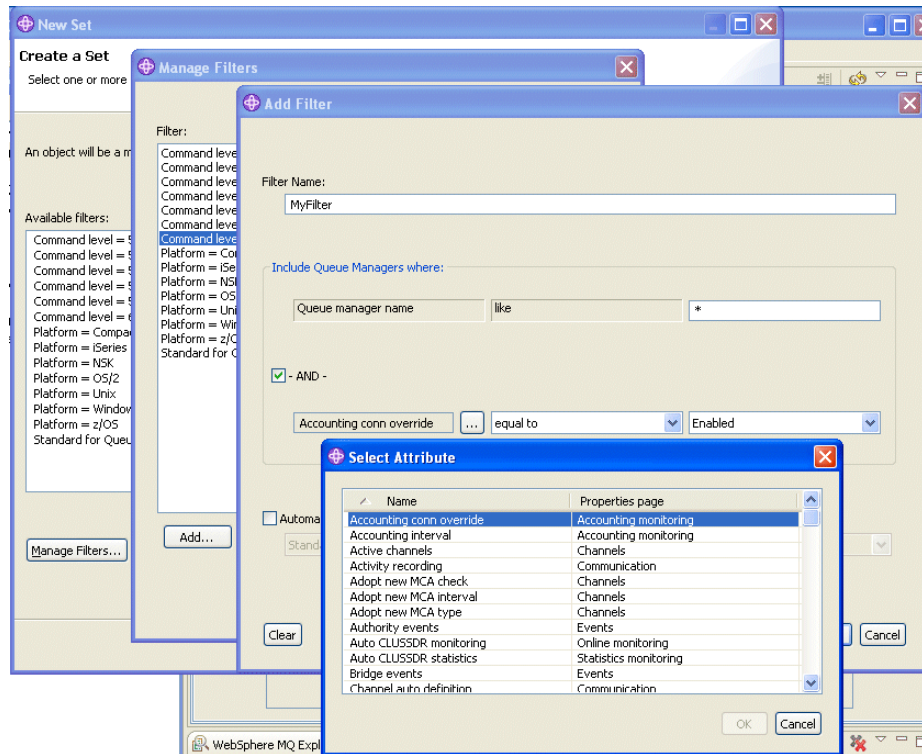 New Set
Create a Set
Select one or more
An object will be a m
Available filters:
Command level = 5
Command level = 5
Command level = 5
Command level = 5
Command level = 5
Command level = 6
Platform = Compa
Platform = iSeries
Platform = NSK
Platform = OS/2
Platform = Unix
Platform = Window
Platform = z/OS
Standard for Queu
Manage Filters...
Manage Filters
Filter:
Command leve
Command leve
Command leve
Command leve
Command leve
Command leve
Command leve
Platform = Co
Platform = iSe
Platform = NSK
Platform = OS
Platform = Uni
Platform = Wi
Platform = z/O
Standard for Q
Add...
Add Filter
Filter Name:
MyFilter
Include Queue Managers where:
Queue manager name like *
- AND -
Accounting conn override ... equal to Enabled
Automa
Stand
Clear
Cancel
Select Attribute
Name Properties page
Accounting conn override Accounting monitoring
Accounting interval Accounting monitoring
Active channels Channels
Activity recording Communication
Adopt new MCA check Channels
Adopt new MCA interval Channels
Adopt new MCA type Channels
Authority events Events
Auto CLUSSDR monitoring Online monitoring
Auto CLUSSDR statistics Statistics monitoring
Bridge events Events
Channel auto definition Communication
OK Cancel
WebSphere MQ Expl